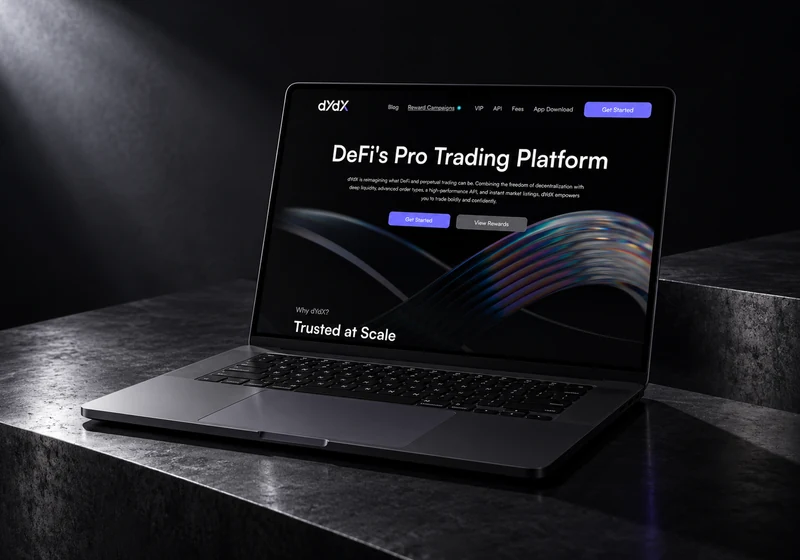 dYdX
Blog Reward Campaigns VIP API Fees App Download Get Started
DeFi's Pro Trading Platform
dYdX is reimagining what DeFi and perpetual trading can be. Combining the freedom of decentralization with
deep liquidity, advanced order types, a high-performance API, and instant market listings, dYdX empowers
you to trade boldly and confidently.
Get Started View Rewards
Why dYdX?
Trusted at Scale